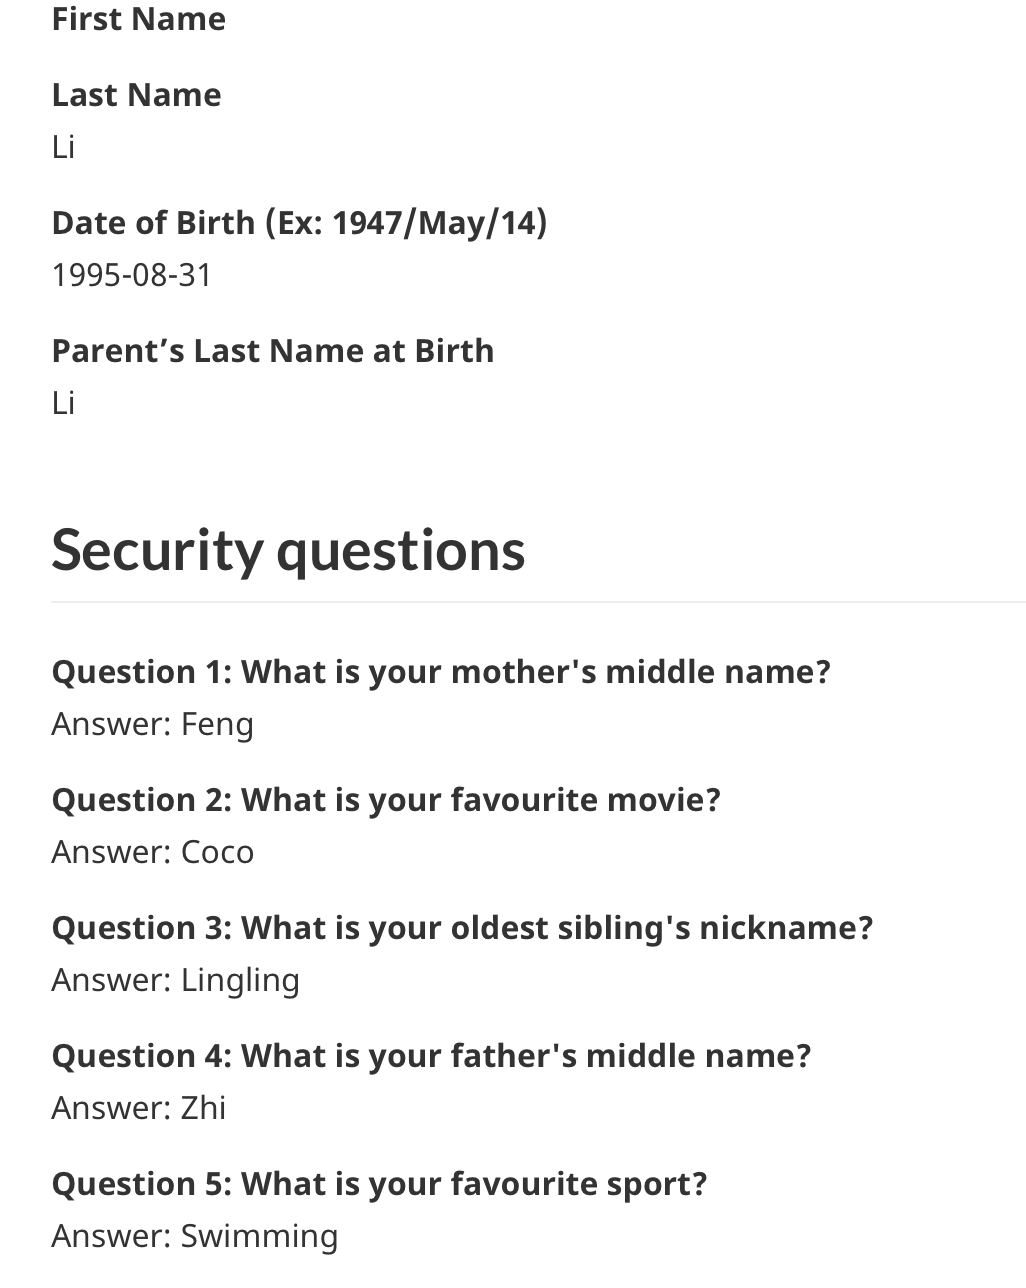 First Name
Last Name
Li
Date of Birth (Ex: 1947/May/14)
1995-08-31
Parent’s Last Name at Birth
Li
Security questions
Question 1: What is your mother's middle name?
Answer: Feng
Question 2: What is your favourite movie?
Answer: Coco
Question 3: What is your oldest sibling's nickname?
Answer: Lingling
Question 4: What is your father's middle name?
Answer: Zhi
Question 5: What is your favourite sport?
Answer: Swimming